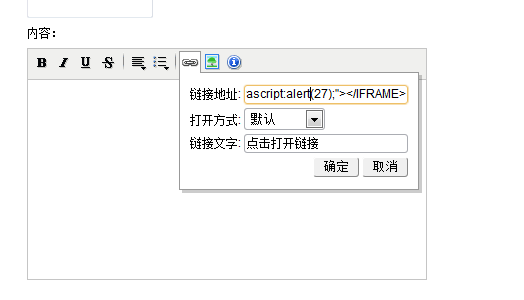 内容:
B I U S
链接地址: ascript:alert(27);"></IFRAME>
打开方式: 默认
链接文字: 点击打开链接
确定 取消